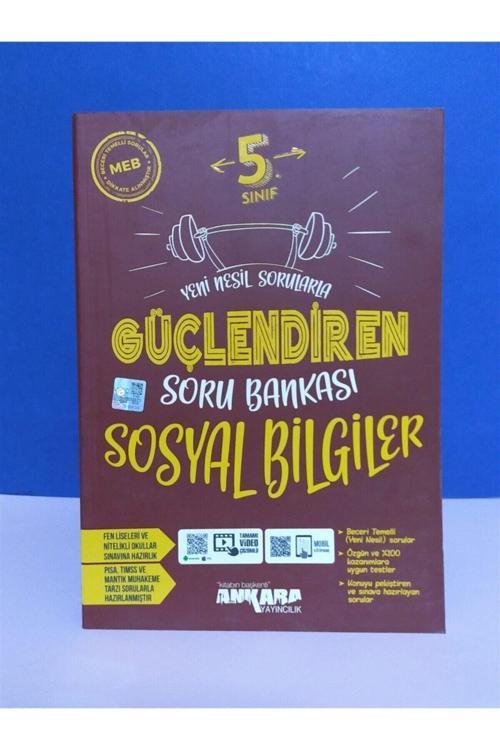 BECERİ TEMELLİ SORULAR
MEB
DİKKATE ALINMIŞTIR
5.
SINIF
YENİ NESİL SORULARLA
GÜÇLENDİREN
SORU BANKASI
SOSYAL BİLGİLER
FEN LİSELERİ VE
NİTELİKLİ OKULLAR
SINAVINA HAZIRLIK
PISA, TIMSS VE
MANTIK MUHAKEME
TARZI SORULARLA
HAZIRLANMIŞTIR
TAMAMI
VİDEO
ÇÖZÜMLÜ
MOBİL
Beceri Temelli
(Yeni Nesil) sorular
Özgün ve %100
kazanımlara
uygun testler
Konuyu pekiştiren
ve sınava hazırlayan
sorular
"kitabın başkenti"
ANKARA
YAYINCILIK